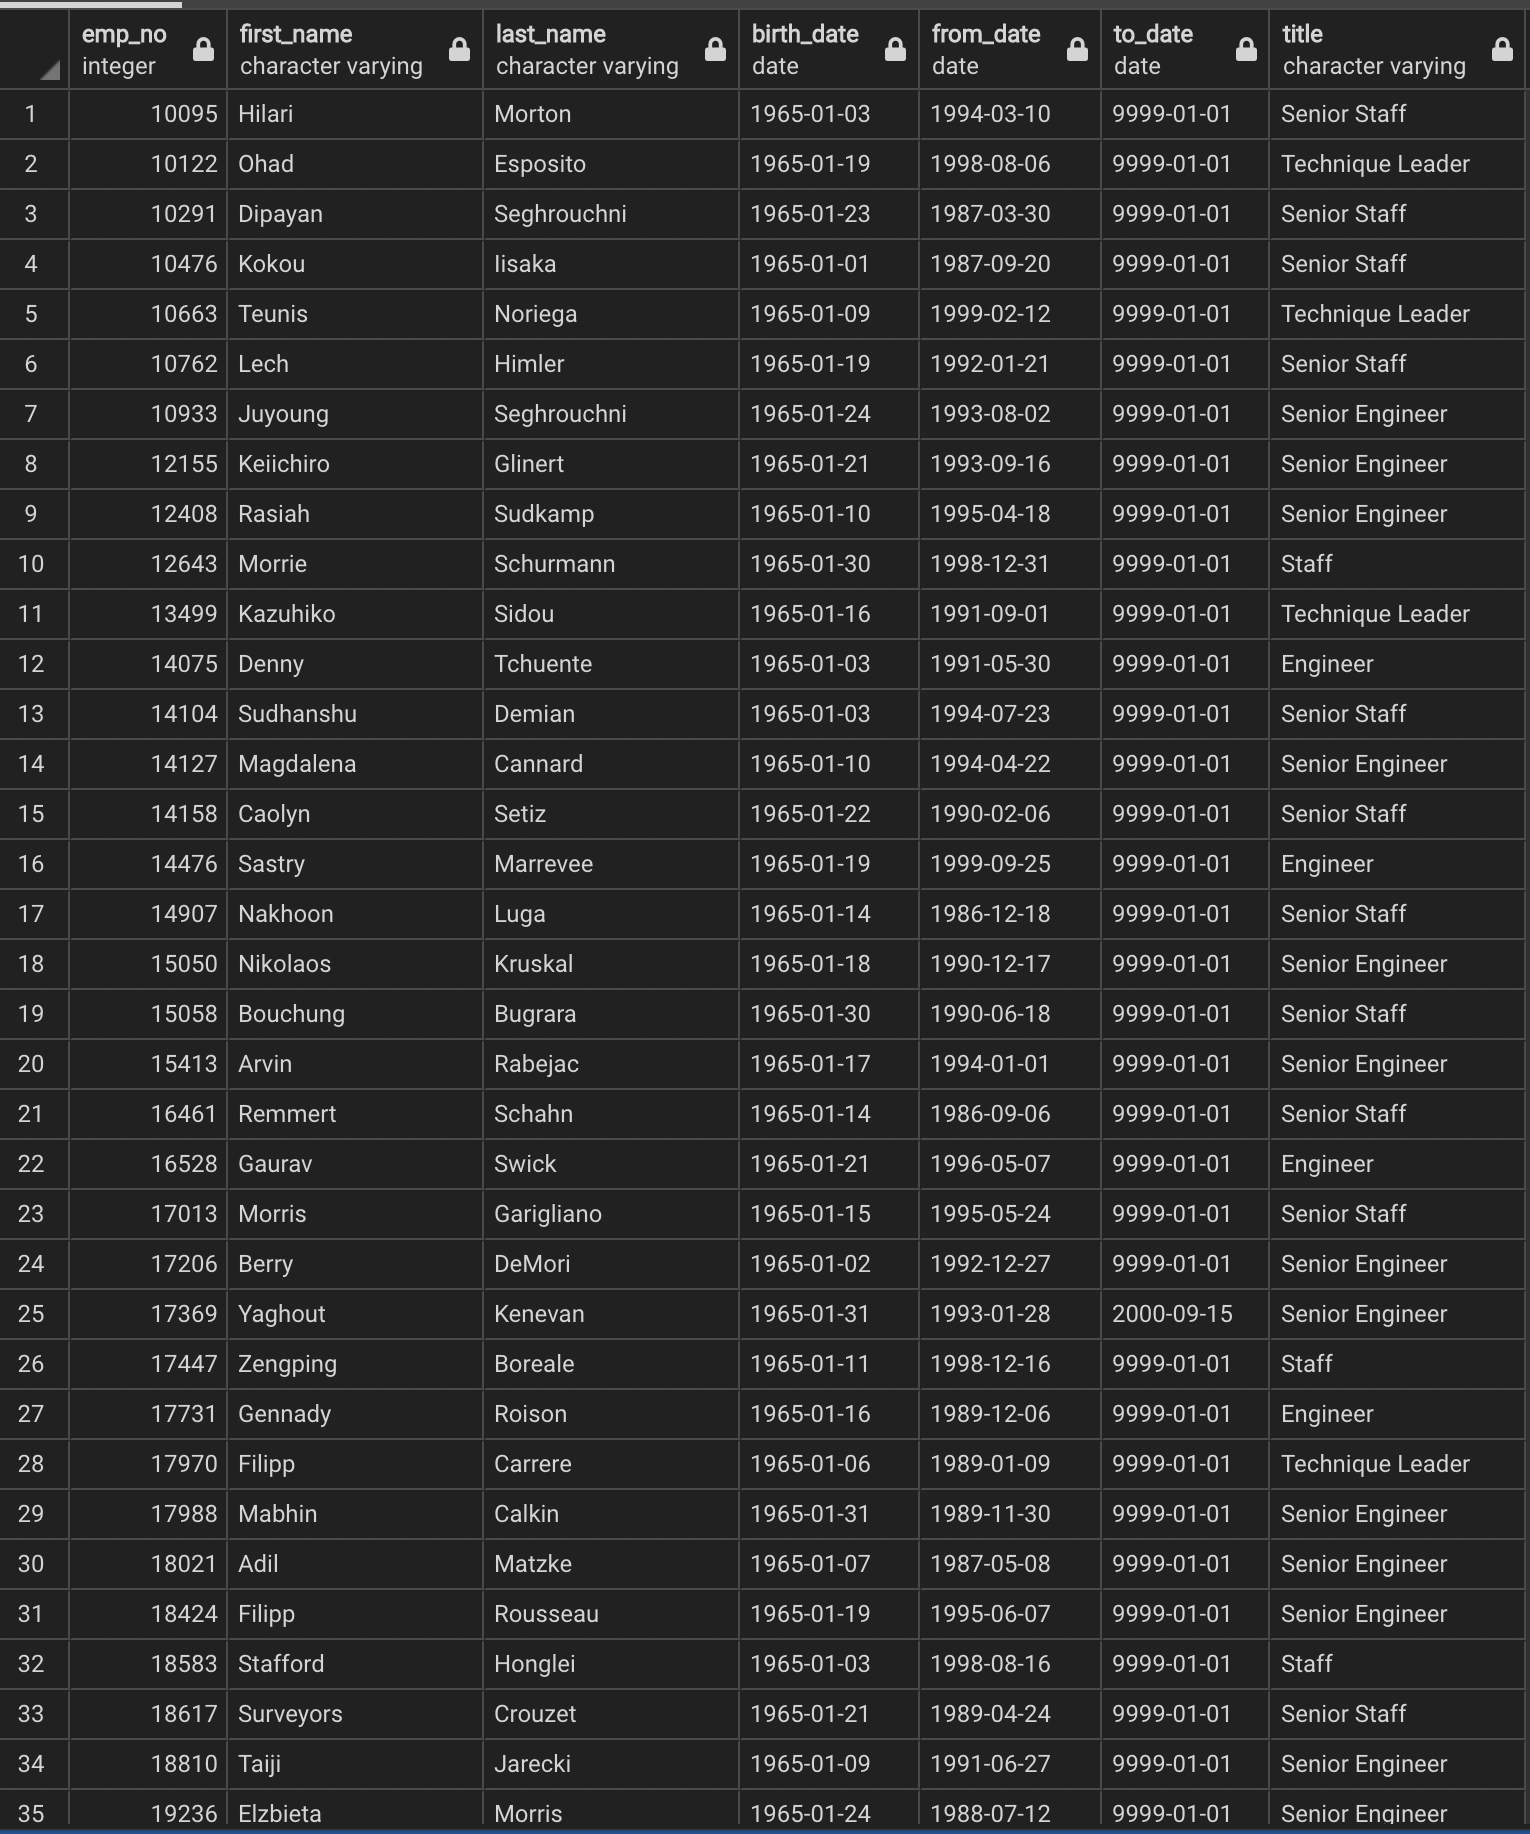 emp_no first_name last_name birth_date from_date to_date title
integer character varying character varying date date date character varying
1 10095 Hilari Morton 1965-01-03 1994-03-10 9999-01-01 Senior Staff
2 10122 Ohad Esposito 1965-01-19 1998-08-06 9999-01-01 Technique Leader
3 10291 Dipayan Seghrouchni 1965-01-23 1987-03-30 9999-01-01 Senior Staff
4 10476 Kokou Iisaka 1965-01-01 1987-09-20 9999-01-01 Senior Staff
5 10663 Teunis Noriega 1965-01-09 1999-02-12 9999-01-01 Technique Leader
6 10762 Lech Himler 1965-01-19 1992-01-21 9999-01-01 Senior Staff
7 10933 Juyoung Seghrouchni 1965-01-24 1993-08-02 9999-01-01 Senior Engineer
8 12155 Keiichiro Glinert 1965-01-21 1993-09-16 9999-01-01 Senior Engineer
9 12408 Rasiah Sudkamp 1965-01-10 1995-04-18 9999-01-01 Senior Engineer
10 12643 Morrie Schurmann 1965-01-30 1998-12-31 9999-01-01 Staff
11 13499 Kazuhiko Sidou 1965-01-16 1991-09-01 9999-01-01 Technique Leader
12 14075 Denny Tchuente 1965-01-03 1991-05-30 9999-01-01 Engineer
13 14104 Sudhanshu Demian 1965-01-03 1994-07-23 9999-01-01 Senior Staff
14 14127 Magdalena Cannard 1965-01-10 1994-04-22 9999-01-01 Senior Engineer
15 14158 Caolyn Setiz 1965-01-22 1990-02-06 9999-01-01 Senior Staff
16 14476 Sastry Marrevee 1965-01-19 1999-09-25 9999-01-01 Engineer
17 14907 Nakhoon Luga 1965-01-14 1986-12-18 9999-01-01 Senior Staff
18 15050 Nikolaos Kruskal 1965-01-18 1990-12-17 9999-01-01 Senior Engineer
19 15058 Bouchung Bugrara 1965-01-30 1990-06-18 9999-01-01 Senior Staff
20 15413 Arvin Rabejac 1965-01-17 1994-01-01 9999-01-01 Senior Engineer
21 16461 Remmert Schahn 1965-01-14 1986-09-06 9999-01-01 Senior Staff
22 16528 Gaurav Swick 1965-01-21 1996-05-07 9999-01-01 Engineer
23 17013 Morris Garigliano 1965-01-15 1995-05-24 9999-01-01 Senior Staff
24 17206 Berry DeMori 1965-01-02 1992-12-27 9999-01-01 Senior Engineer
25 17369 Yaghout Kenevan 1965-01-31 1993-01-28 2000-09-15 Senior Engineer
26 17447 Zengping Boreale 1965-01-11 1998-12-16 9999-01-01 Staff
27 17731 Gennady Roison 1965-01-16 1989-12-06 9999-01-01 Engineer
28 17970 Filipp Carrere 1965-01-06 1989-01-09 9999-01-01 Technique Leader
29 17988 Mabhin Calkin 1965-01-31 1989-11-30 9999-01-01 Senior Engineer
30 18021 Adil Matzke 1965-01-07 1987-05-08 9999-01-01 Senior Engineer
31 18424 Filipp Rousseau 1965-01-19 1995-06-07 9999-01-01 Senior Engineer
32 18583 Stafford Honglei 1965-01-03 1998-08-16 9999-01-01 Staff
33 18617 Surveyors Crouzet 1965-01-21 1989-04-24 9999-01-01 Senior Staff
34 18810 Taiji Jarecki 1965-01-09 1991-06-27 9999-01-01 Senior Engineer
35 19236 Elzbieta Morris 1965-01-24 1988-07-12 9999-01-01 Senior Engineer